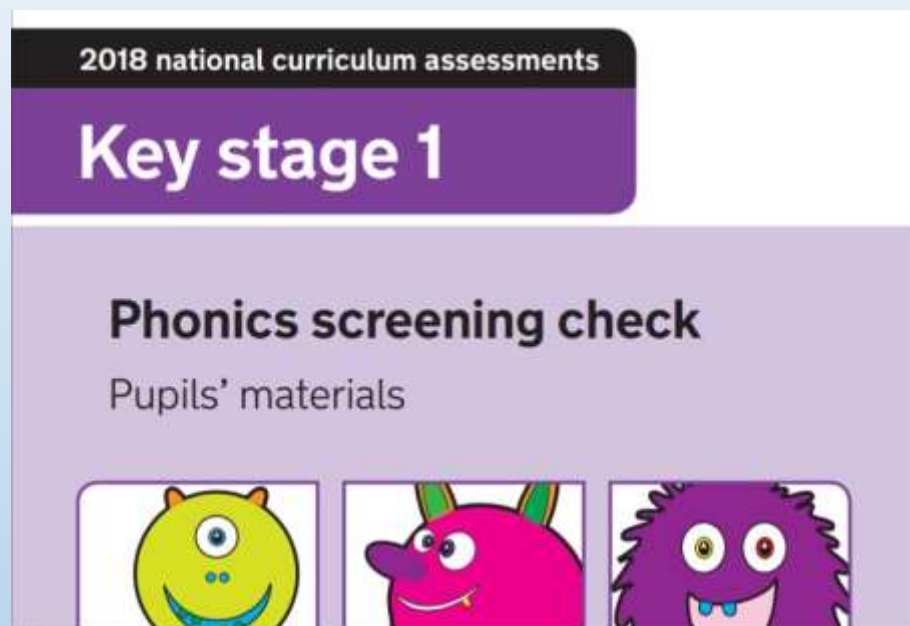 2018 national curriculum assessments
Key stage 1
Phonics screening check
Pupils’ materials